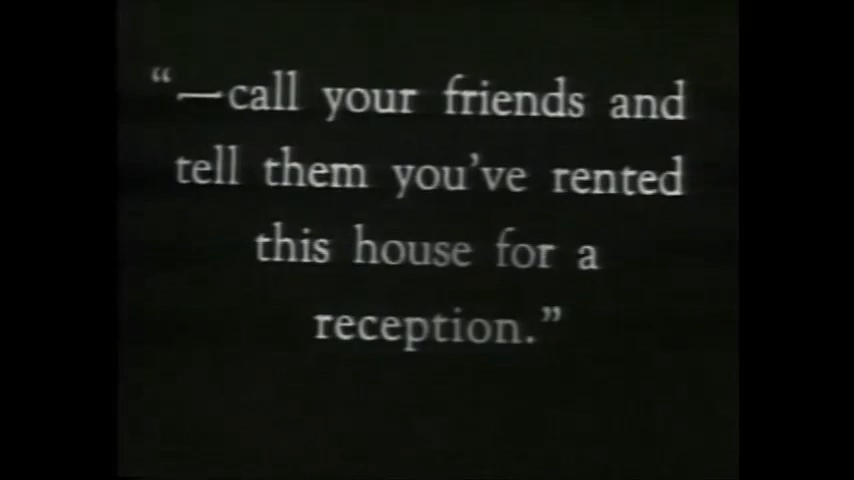 “—call your friends and
tell them you’ve rented
this house for a
reception.”